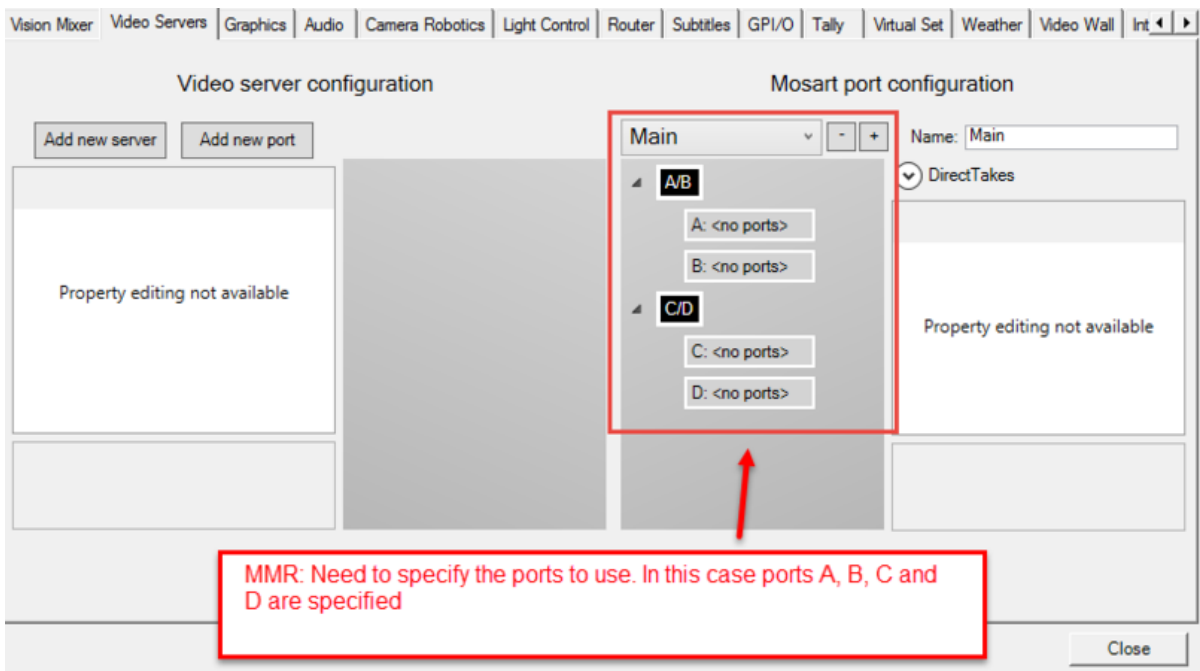 Vision Mixer Video Servers Graphics Audio Camera Robotics Light Control Router Subtitles GPI/O Tally Virtual Set Weather Video Wall Int
Video server configuration
Mosart port configuration
Add new server Add new port
Main - + Name: Main
DirectTakes
A/B
A: <no ports>
B: <no ports>
Property editing not available
C/D
Property editing not available
C: <no ports>
D: <no ports>
MMR: Need to specify the ports to use. In this case ports A, B, C and
D are specified
Close